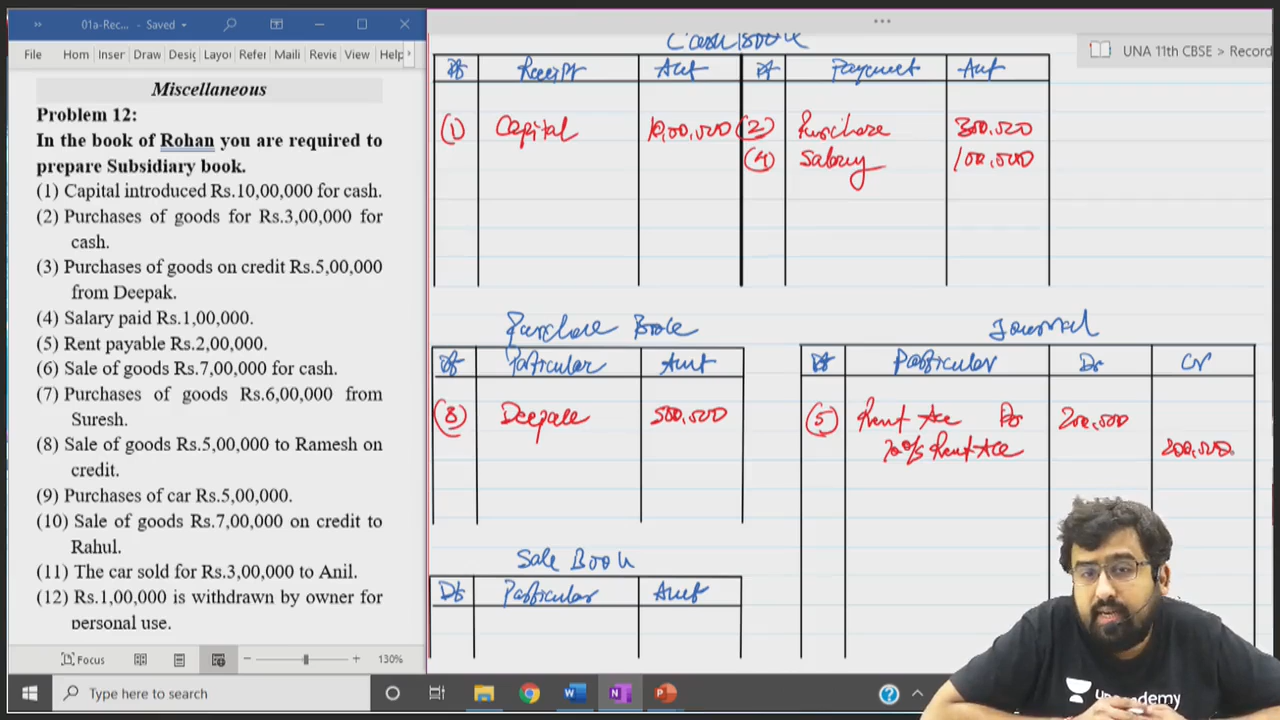 01a-Rec... - Saved
File Hom Inser Draw Desig Layou Refer Maili Revie View Help
Miscellaneous
Problem 12:
In the book of Rohan you are required to
prepare Subsidiary book.
(1) Capital introduced Rs.10,00,000 for cash.
(2) Purchases of goods for Rs.3,00,000 for
cash.
(3) Purchases of goods on credit Rs.5,00,000
from Deepak.
(4) Salary paid Rs.1,00,000.
(5) Rent payable Rs.2,00,000.
(6) Sale of goods Rs.7,00,000 for cash.
(7) Purchases of goods Rs.6,00,000 from
Suresh.
(8) Sale of goods Rs.5,00,000 to Ramesh on
credit.
(9) Purchases of car Rs.5,00,000.
(10) Sale of goods Rs.7,00,000 on credit to
Rahul.
(11) The car sold for Rs.3,00,000 to Anil.
(12) Rs.1,00,000 is withdrawn by owner for
personal use.
Focus 130%
Type here to search
UNA 11th CBSE > Record
Cash Book
Dt Receipt Amt Dt Payment Amt
(1) Capital 10,00,000 (2) Purchase 300,000
(4) Salary 100,000
Purchase Book
Dt Particular Amt
(3) Deepak 500,000
Journal
Dt Particular Dr Cr
(5) Rent Ace Dr 200,000
To o/s Rent Ace 200,000
Sale Book
Dt Particular Amt